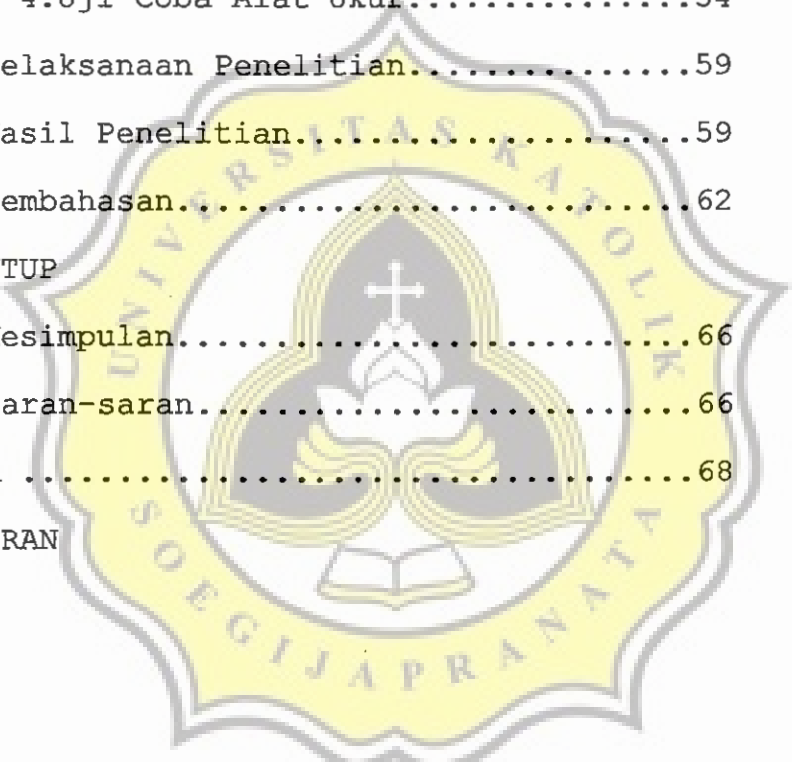 4.Uji Coba Alat Ukur...............54
elaksanaan Penelitian...............59
asil Penelitian.....................59
embahasan...........................62
TUP
esimpulan...........................66
aran-saran..........................66
....................................68
RAN
UNIVERSITAS KATOLIK
SOEGIJAPRANATA